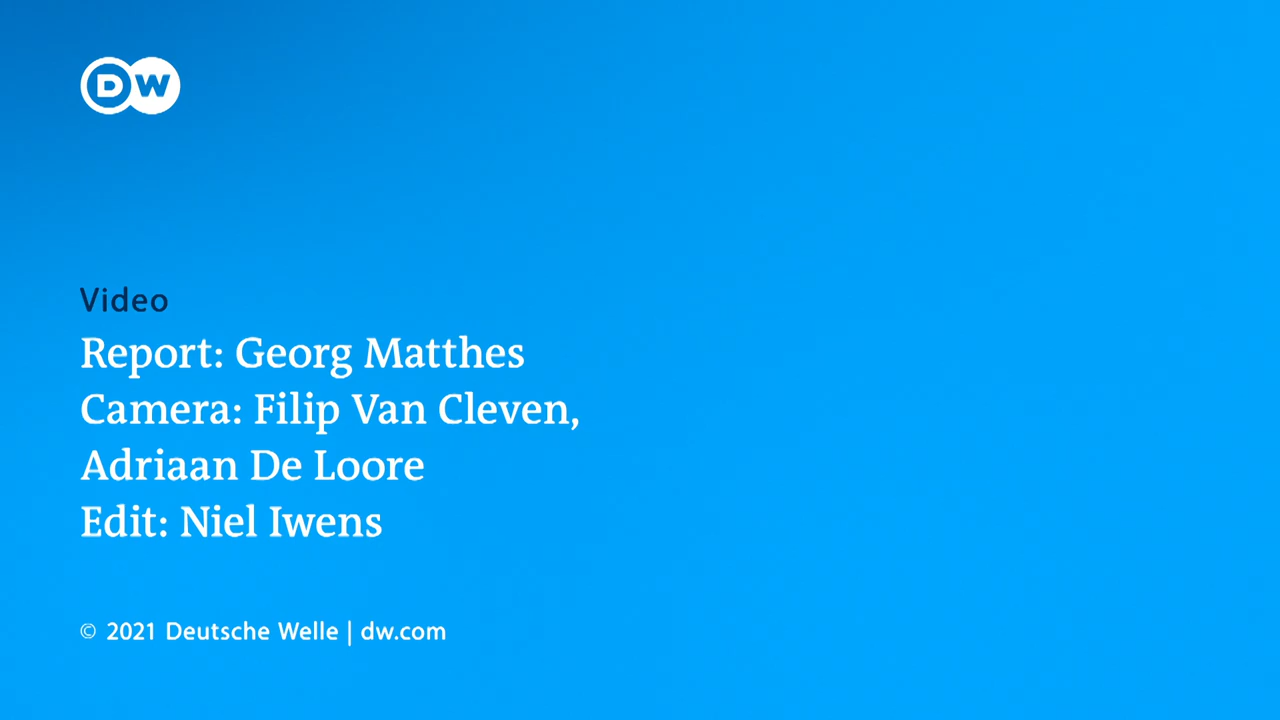 DW
Video
Report: Georg Matthes
Camera: Filip Van Cleven,
Adriaan De Loore
Edit: Niel Iwens
© 2021 Deutsche Welle | dw.com